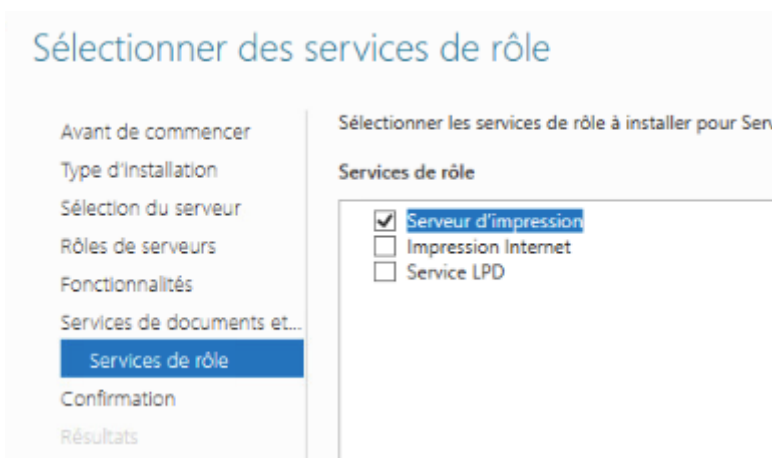 Sélectionner des services de rôle
Avant de commencer
Type d'installation
Sélection du serveur
Rôles de serveurs
Fonctionnalités
Services de documents et...
Services de rôle
Confirmation
Résultats
Sélectionner les services de rôle à installer pour Ser
Services de rôle
Serveur d'impression
Impression Internet
Service LPD